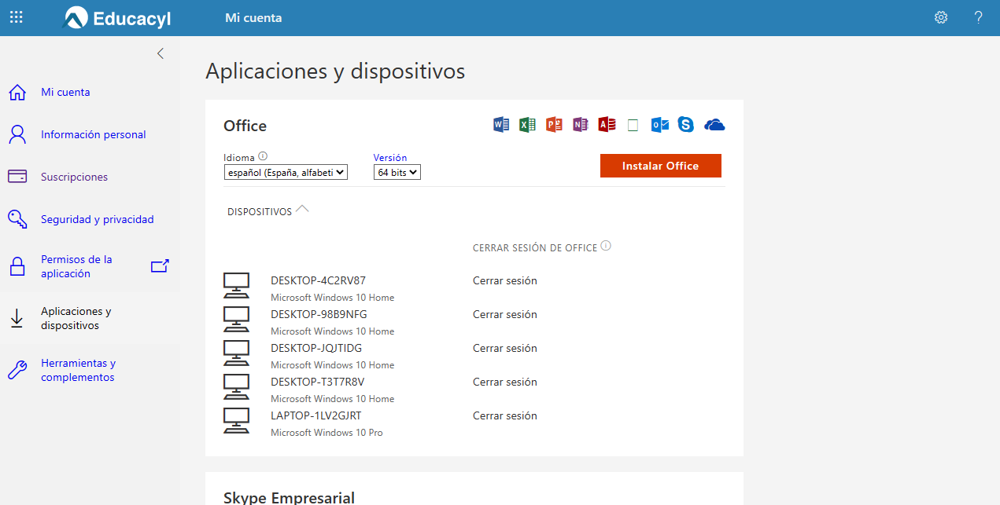 Educacyl
Mi cuenta
?
Mi cuenta
Información personal
Suscripciones
Seguridad y privacidad
Permisos de la
aplicación
Aplicaciones y
dispositivos
Herramientas y
complementos
Aplicaciones y dispositivos
Office
Idioma
Versión
español (España, alfabeti
64 bits
Instalar Office
DISPOSITIVOS
CERRAR SESIÓN DE OFFICE
DESKTOP-4C2RV87 Cerrar sesión
Microsoft Windows 10 Home
DESKTOP-98B9NFG Cerrar sesión
Microsoft Windows 10 Home
DESKTOP-JQJTIDG Cerrar sesión
Microsoft Windows 10 Home
DESKTOP-T3T7R8V Cerrar sesión
Microsoft Windows 10 Home
LAPTOP-1LV2GJRT Cerrar sesión
Microsoft Windows 10 Pro
Skype Empresarial